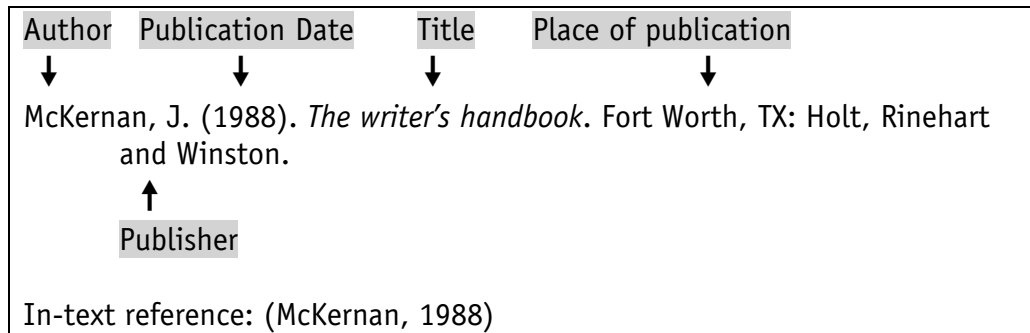 Author Publication Date Title Place of publication
McKernan, J. (1988). The writer's handbook. Fort Worth, TX: Holt, Rinehart
and Winston.
Publisher
In-text reference: (McKernan, 1988)